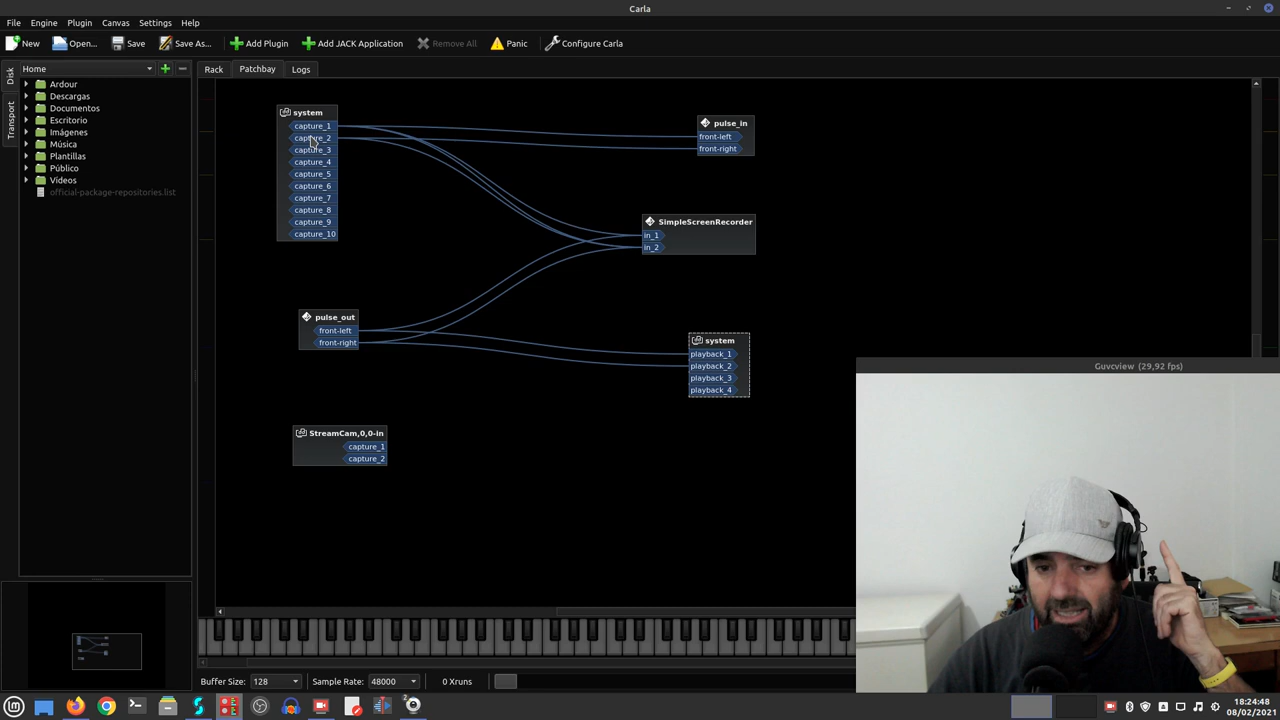 Carla
File Engine Plugin Canvas Settings Help
New Open... Save Save As... Add Plugin Add JACK Application Remove All Panic Configure Carla
Disk
Transport
Home
Ardour
Descargas
Documentos
Escritorio
Imágenes
Música
Plantillas
Público
Vídeos
official-package-repositories.list
Rack Patchbay Logs
system
capture_1
capture_2
capture_3
capture_4
capture_5
capture_6
capture_7
capture_8
capture_9
capture_10
pulse_in
front-left
front-right
SimpleScreenRecorder
in_1
in_2
pulse_out
front-left
front-right
system
playback_1
playback_2
playback_3
playback_4
StreamCam,0,0-in
capture_1
capture_2
Guvcview (29,92 fps)
Buffer Size: 128 Sample Rate: 48000 0 Xruns
18:24:48
08/02/2021